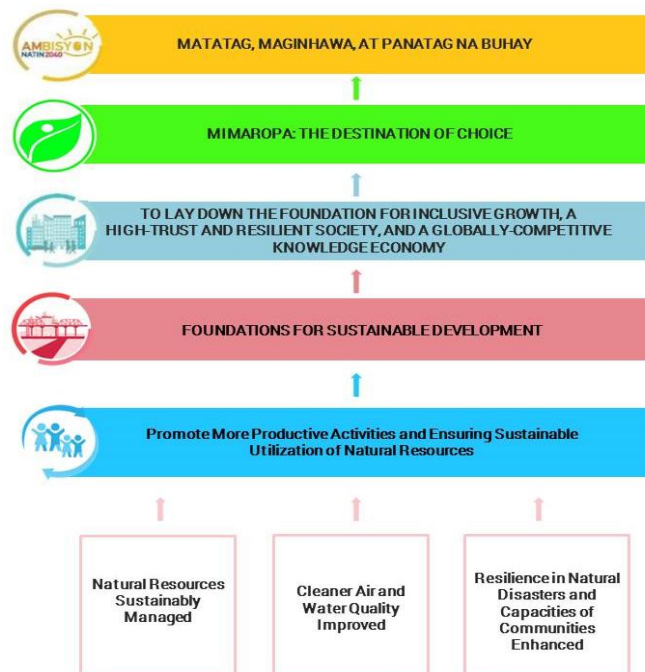 AMBISYON
NATIN2040
MATATAG, MAGINHAWA, AT PANATAG NA BUHAY
MIMAROPA: THE DESTINATION OF CHOICE
TO LAY DOWN THE FOUNDATION FOR INCLUSIVE GROWTH, A
HIGH-TRUST AND RESILIENT SOCIETY, AND A GLOBALLY-COMPETITIVE
KNOWLEDGE ECONOMY
FOUNDATIONS FOR SUSTAINABLE DEVELOPMENT
Promote More Productive Activities and Ensuring Sustainable
Utilization of Natural Resources
Natural Resources
Sustainably
Managed
Cleaner Air and
Water Quality
Improved
Resilience in Natural
Disasters and
Capacities of
Communities
Enhanced